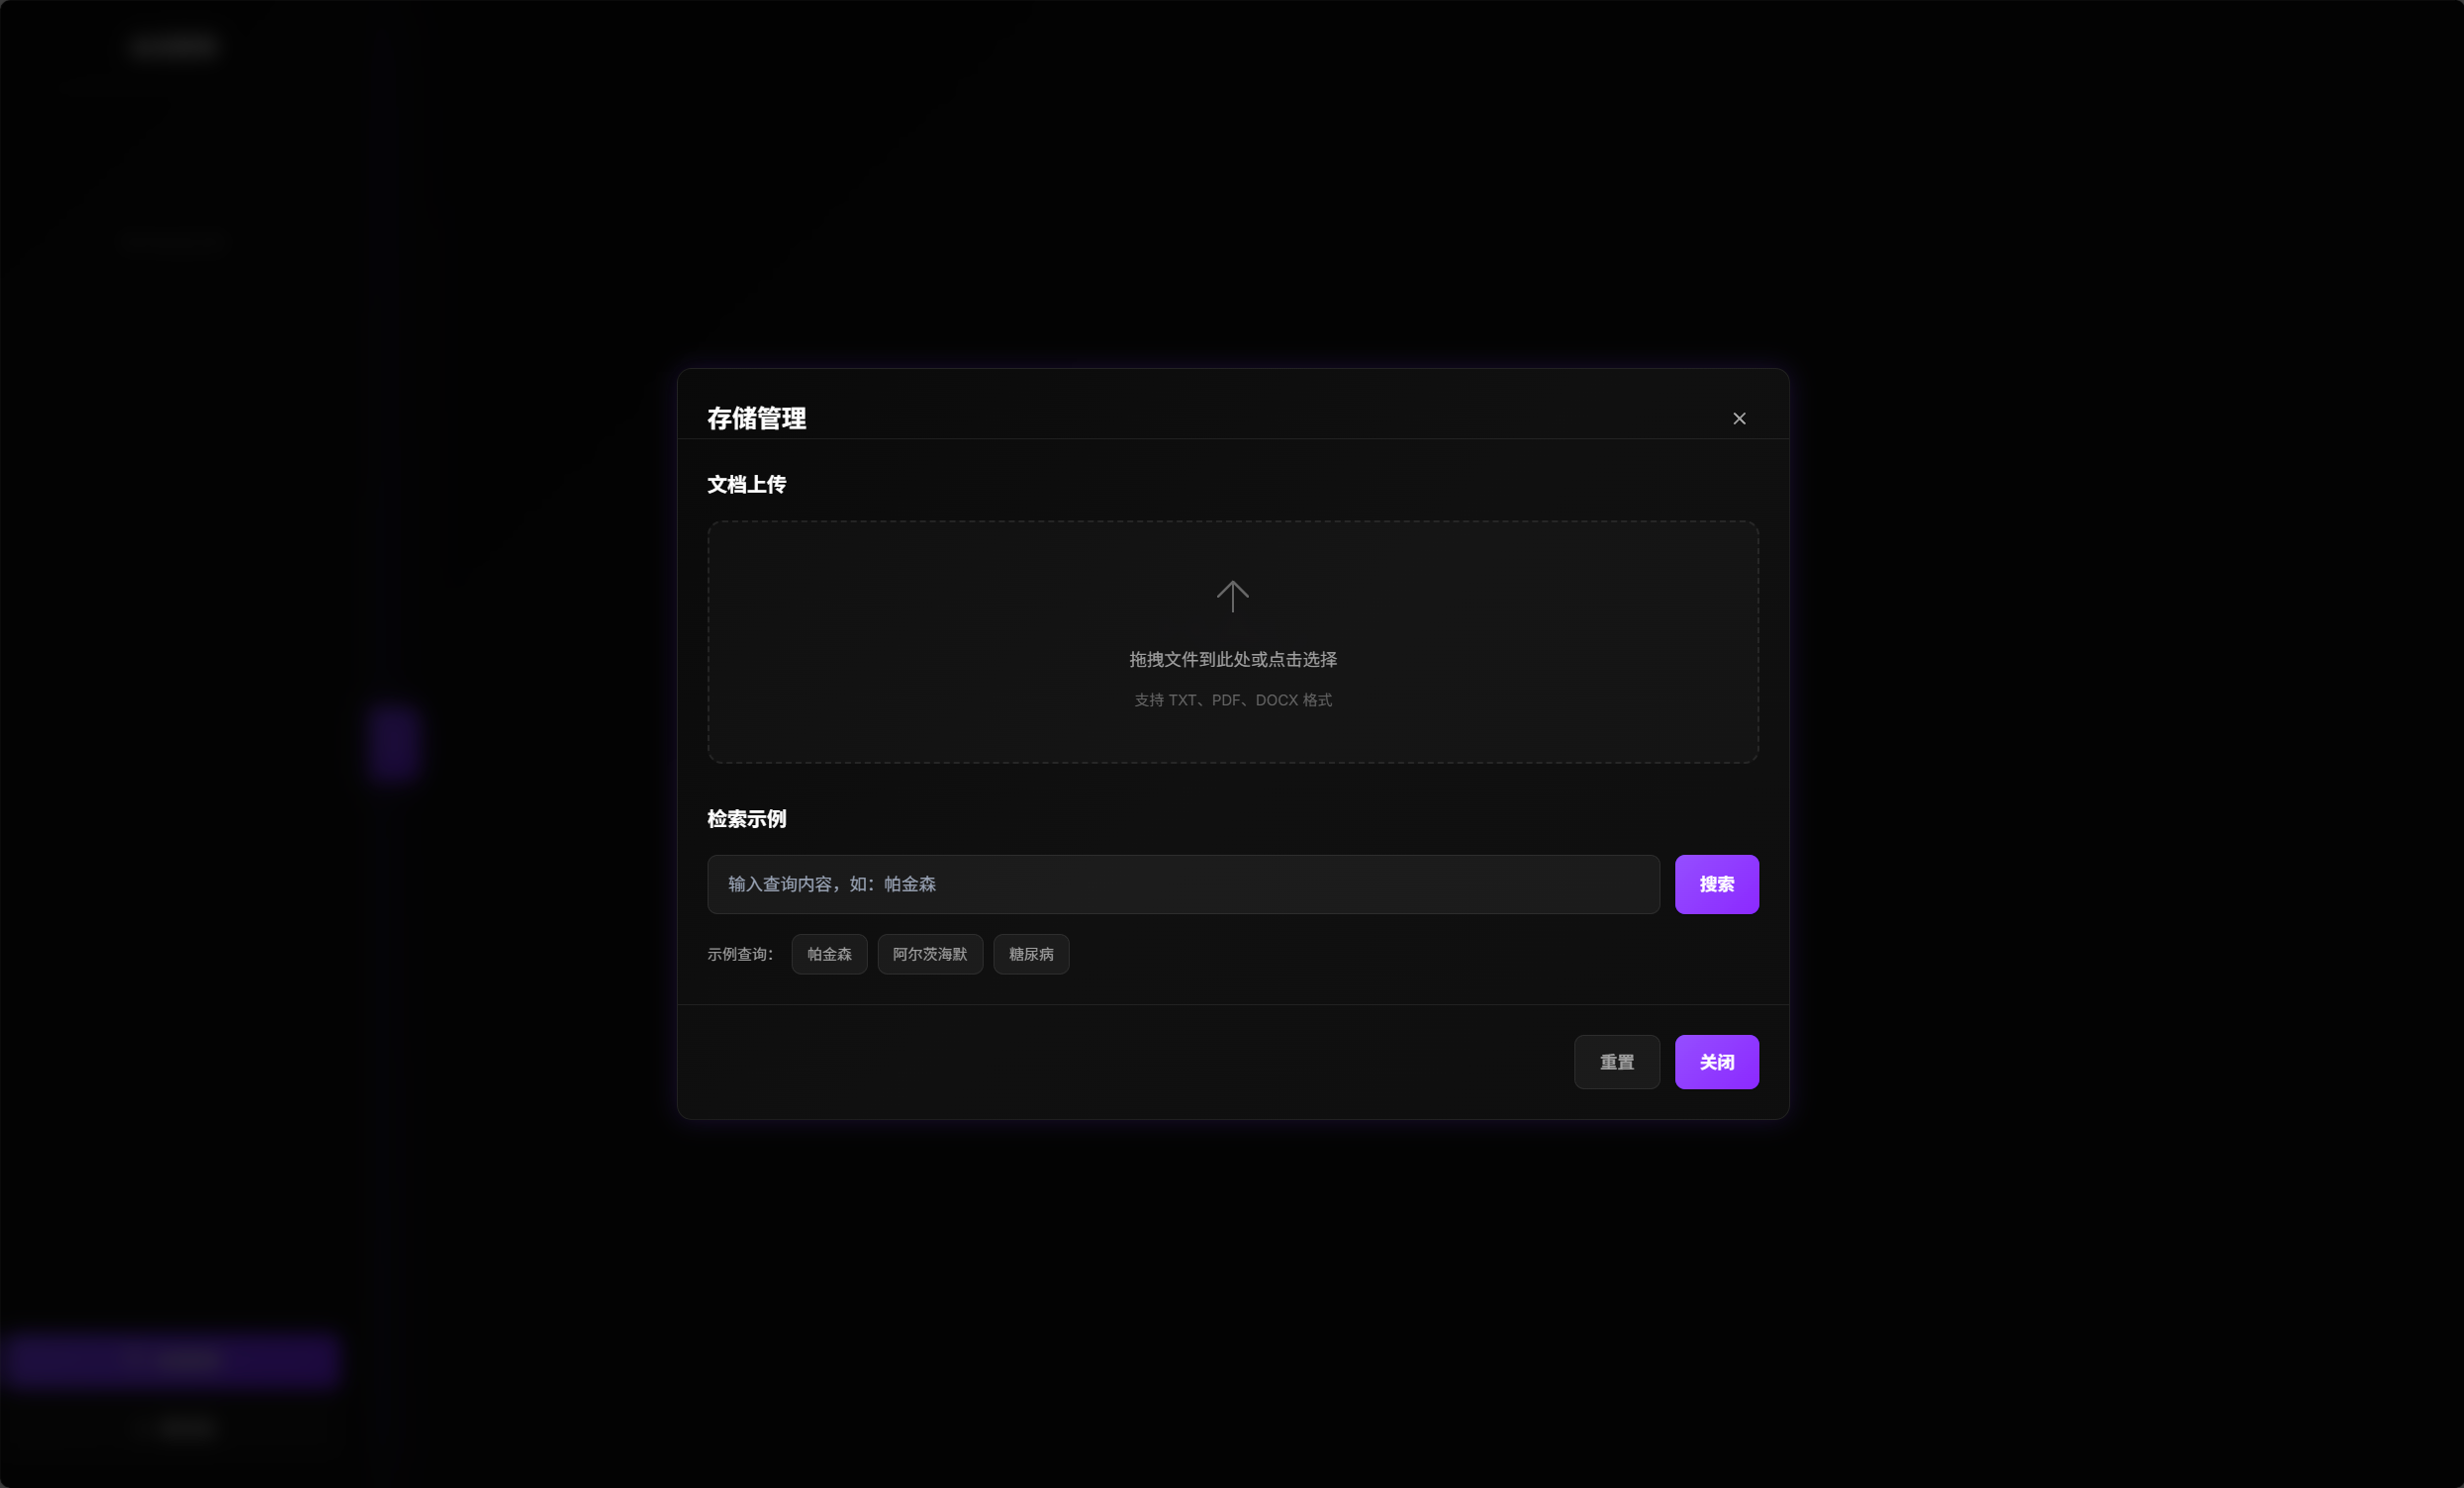 存储管理
文档上传
拖拽文件到此处或点击选择
支持 TXT、PDF、DOCX 格式
检索示例
输入查询内容，如：帕金森
搜索
示例查询： 帕金森 阿尔茨海默 糖尿病
重置 关闭